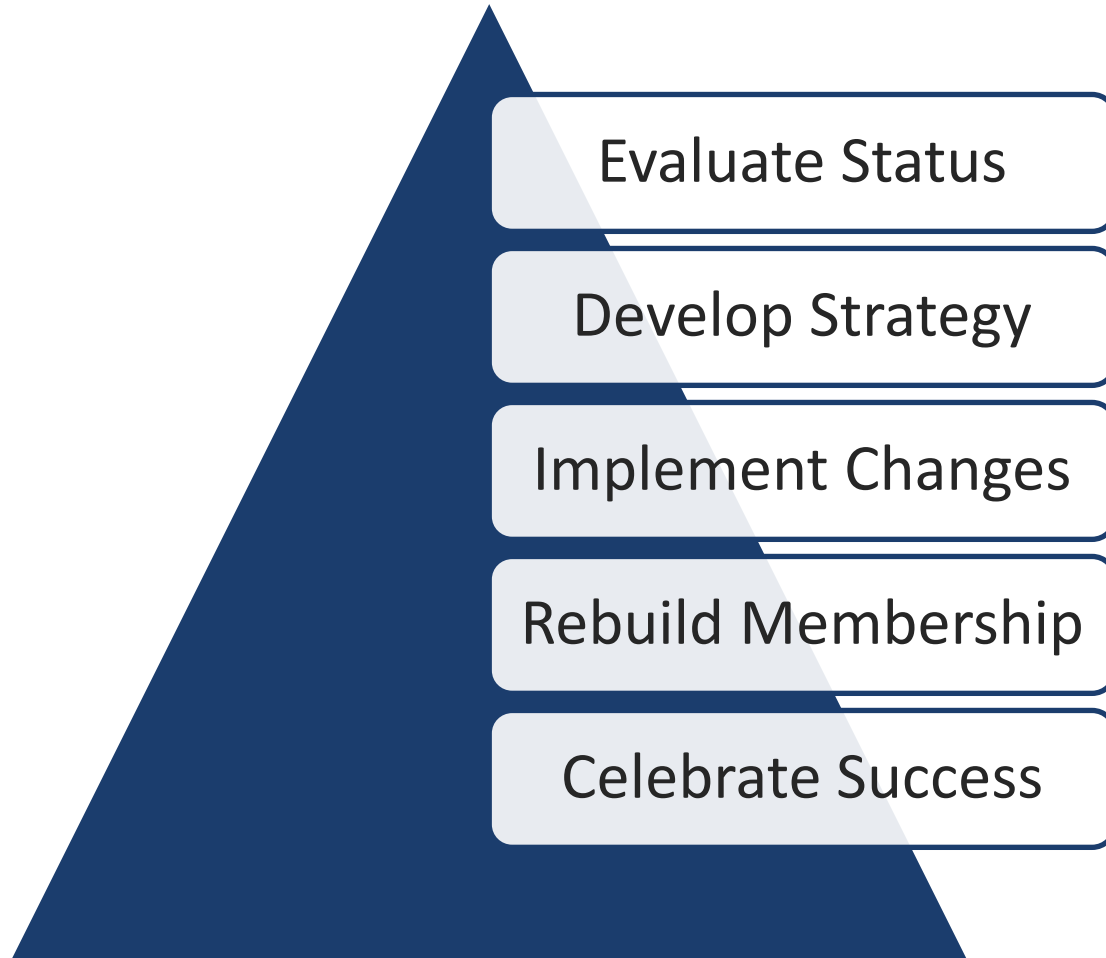 Evaluate Status
Develop Strategy
Implement Changes
Rebuild Membership
Celebrate Success